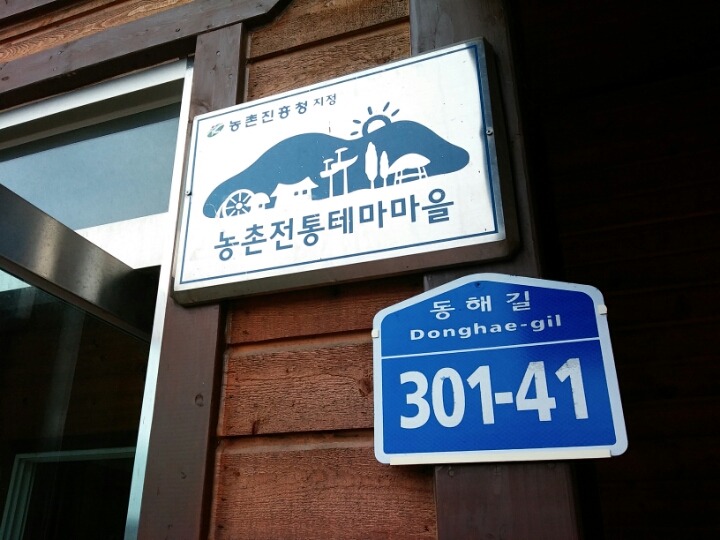 농촌진흥청 지정
농촌전통테마마을
동해길
Donghae-gil
301-41